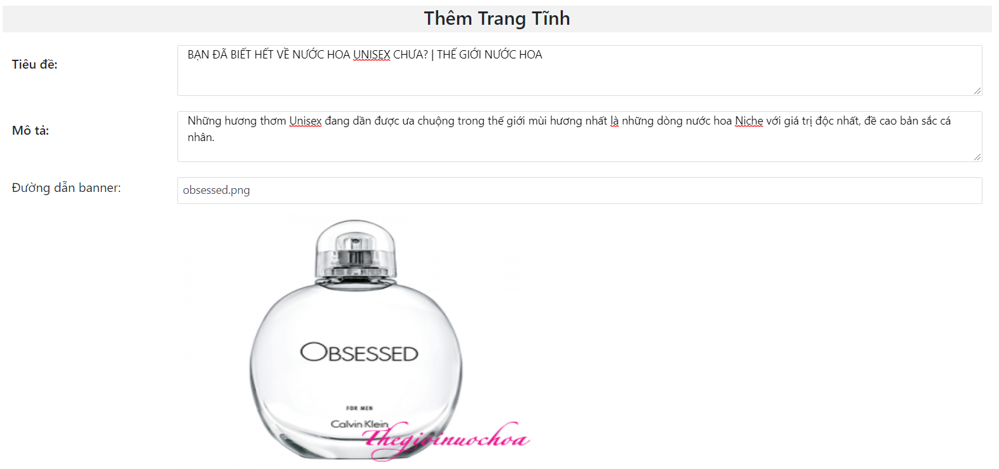 Thêm Trang Tĩnh
Tiêu đề:
BẠN ĐÃ BIẾT HẾT VỀ NƯỚC HOA UNISEX CHƯA? | THẾ GIỚI NƯỚC HOA
Mô tả:
Những hương thơm Unisex đang dần được ưa chuộng trong thế giới mùi hương nhất là những dòng nước hoa Niche với giá trị độc nhất, đề cao bản sắc cá
nhân.
Đường dẫn banner:
obsessed.png
OBSESSED
FOR MEN
Calvin Klein
Thegioinuochoa